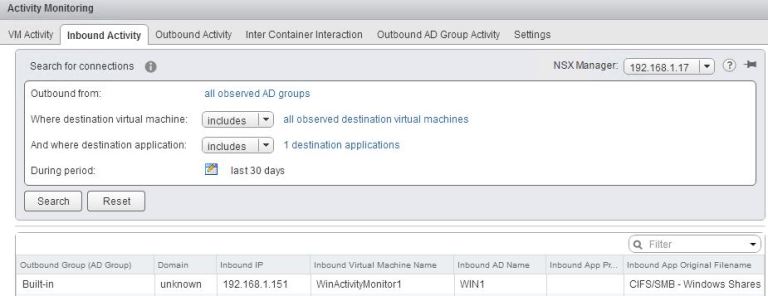 Activity Monitoring
VM Activity Inbound Activity Outbound Activity Inter Container Interaction Outbound AD Group Activity Settings
Search for connections NSX Manager: 192.168.1.17
Outbound from: all observed AD groups
Where destination virtual machine: includes all observed destination virtual machines
And where destination application: includes 1 destination applications
During period: last 30 days
Search Reset
Filter
Outbound Group (AD Group) Domain Inbound IP Inbound Virtual Machine Name Inbound AD Name Inbound App Pr... Inbound App Original Filename
Built-in unknown 192.168.1.151 WinActivityMonitor1 WIN1 CIFS/SMB - Windows Shares